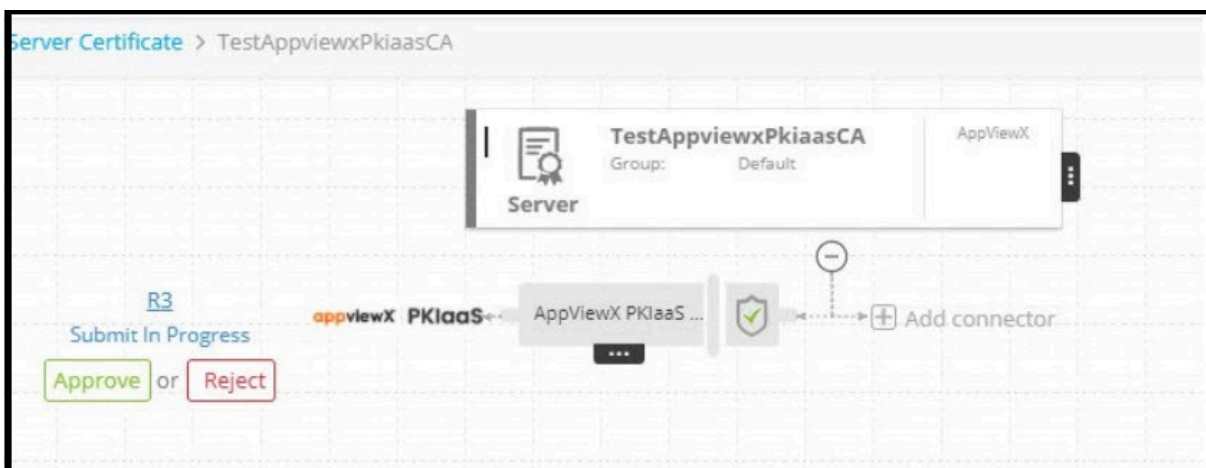 Server Certificate > TestAppviewxPkiaasCA
TestAppviewxPkiaasCA
AppViewX
Group: Default
Server
R3
Submit In Progress
Approve or Reject
appviewX PKIaaS
AppViewX PKIaaS ...
Add connector